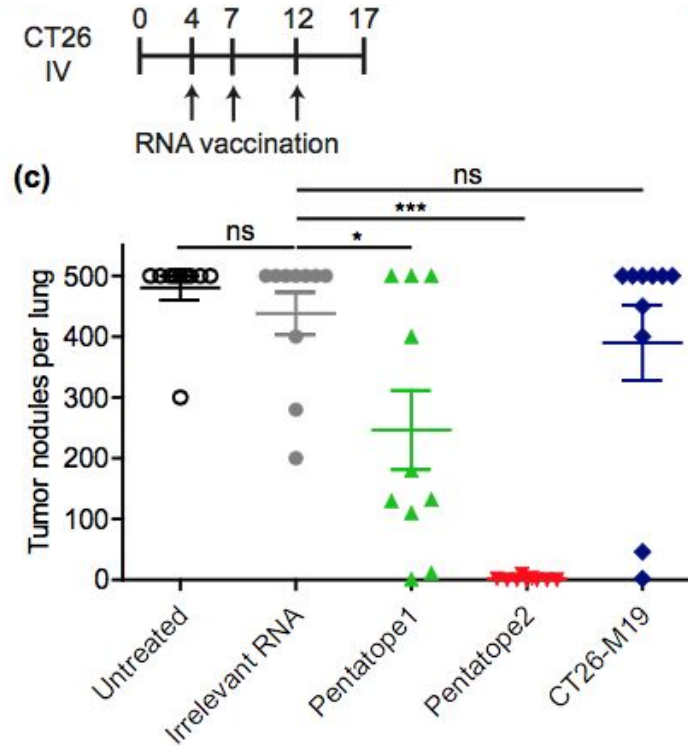 0 4 7 12 17
CT26
IV
RNA vaccination
(c)
ns
***
ns
*
Tumor nodules per lung
500
400
300
200
100
0
Untreated
Irrelevant RNA
Pentatope1
Pentatope2
CT26-M19